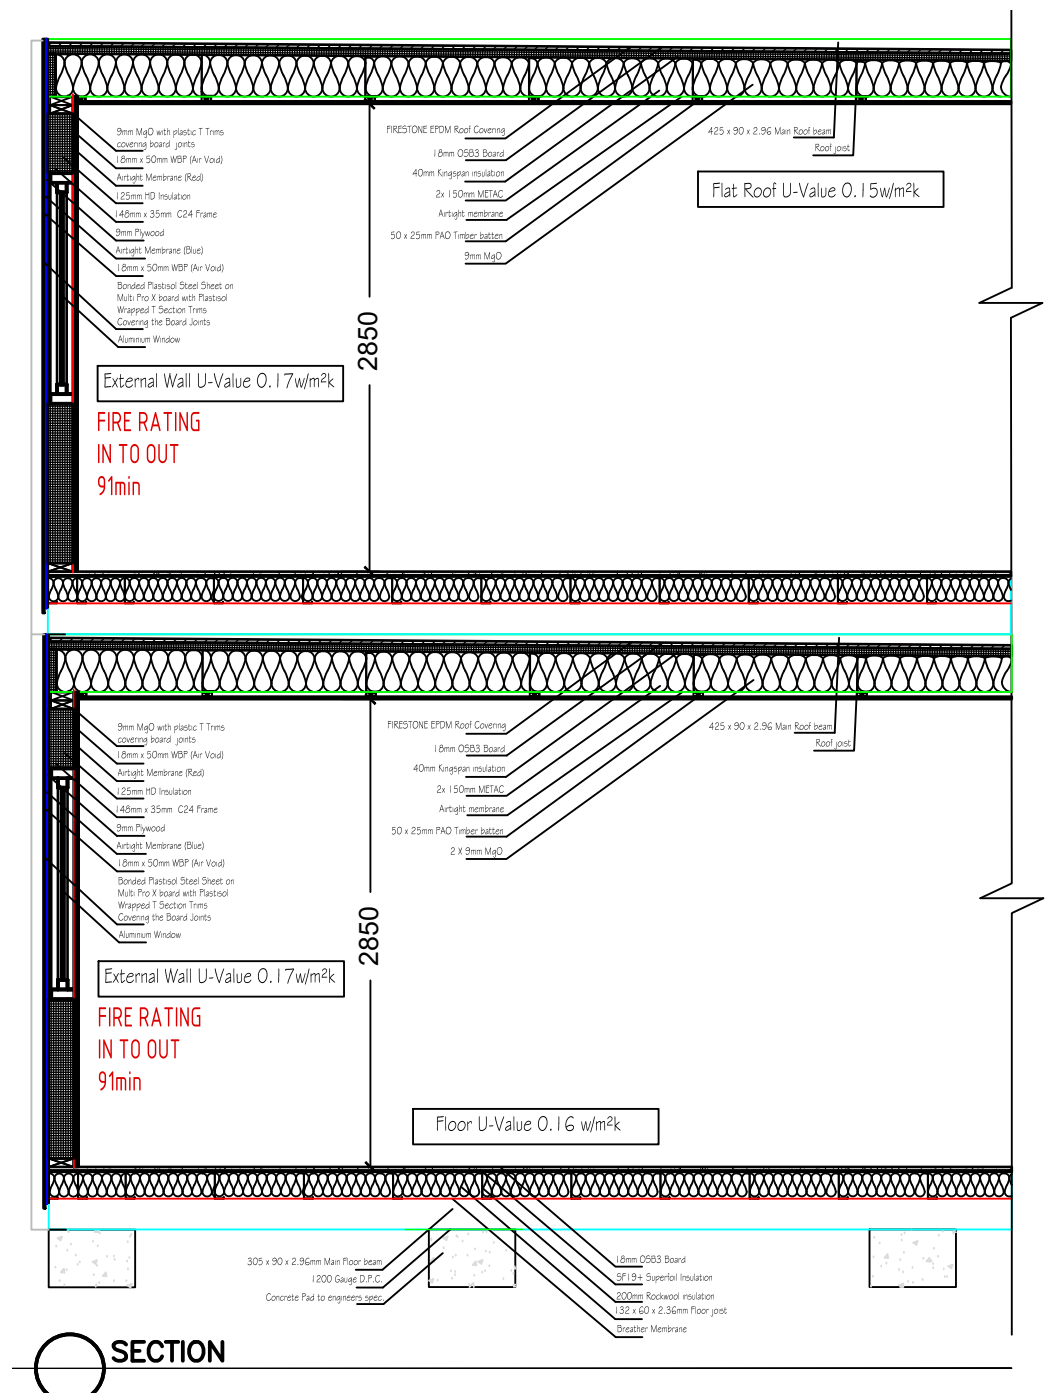 9mm MgO with plastic T Trims
covering board joints
18mm x 50mm WBP (Air Void)
Airtight Membrane (Red)
125mm HD Insulation
148mm x 35mm C24 Frame
9mm Plywood
Airtight Membrane (Blue)
18mm x 50mm WBP (Air Void)
Bonded Plastisol Steel Sheet on
Multi Pro X board with Plastisol
Wrapped T Section Trims
Covering the Board Joints
Aluminium Window
FIRESTONE EPDM Roof Covering
18mm OSB3 Board
40mm Kingspan insulation
2x 150mm METAC
Airtight membrane
50 x 25mm PAO Timber batten
9mm MgO
425 x 90 x 2.96 Main Roof beam
Roof joist
Flat Roof U-Value 0.15w/m²k
2850
External Wall U-Value 0.17w/m²k
FIRE RATING
IN TO OUT
91min
9mm MgO with plastic T Trims
covering board joints
18mm x 50mm WBP (Air Void)
Airtight Membrane (Red)
125mm HD Insulation
148mm x 35mm C24 Frame
9mm Plywood
Airtight Membrane (Blue)
18mm x 50mm WBP (Air Void)
Bonded Plastisol Steel Sheet on
Multi Pro X board with Plastisol
Wrapped T Section Trims
Covering the Board Joints
Aluminium Window
FIRESTONE EPDM Roof Covering
18mm OSB3 Board
40mm Kingspan insulation
2x 150mm METAC
Airtight membrane
50 x 25mm PAO Timber batten
2 X 9mm MgO
425 x 90 x 2.96 Main Roof beam
Roof joist
2850
External Wall U-Value 0.17w/m²k
FIRE RATING
IN TO OUT
91min
Floor U-Value 0.16 w/m²k
305 x 90 x 2.96mm Main Floor beam
1200 Gauge D.P.C.
Concrete Pad to engineers spec.
18mm OSB3 Board
SF19+ Superfoil Insulation
200mm Rockwool insulation
132 x 60 x 2.36mm Floor joist
Breather Membrane
SECTION